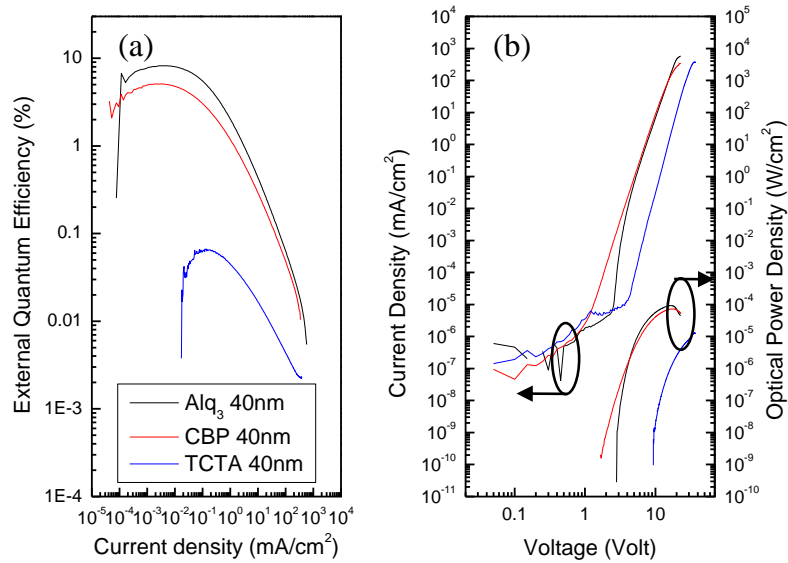 (a)
External Quantum Efficiency (%)
10
1
0.1
0.01
1E-3
1E-4
Alq₃ 40nm
CBP 40nm
TCTA 40nm
10⁻⁵ 10⁻⁴ 10⁻³ 10⁻² 10⁻¹ 10⁰ 10¹ 10² 10³ 10⁴
Current density (mA/cm²)
(b)
Current Density (mA/cm²)
10⁴
10³
10²
10¹
10⁰
10⁻¹
10⁻²
10⁻³
10⁻⁴
10⁻⁵
10⁻⁶
10⁻⁷
10⁻⁸
10⁻⁹
10⁻¹⁰
10⁻¹¹
0.1 1 10
Voltage (Volt)
10⁵
10⁴
10³
10²
10¹
10⁰
10⁻¹
10⁻²
10⁻³
10⁻⁴
10⁻⁵
10⁻⁶
10⁻⁷
10⁻⁸
10⁻⁹
10⁻¹⁰
Optical Power Density (W/cm²)